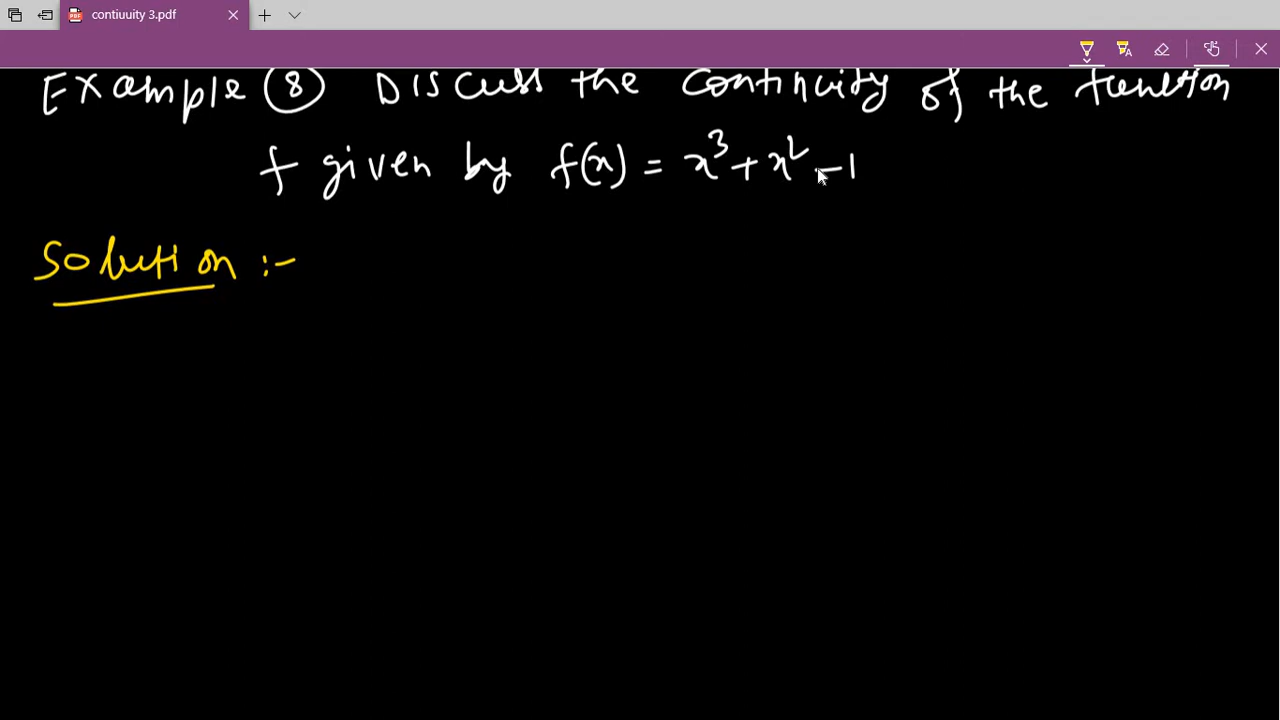 contiuuity 3.pdf
Example (8) Discuss the continuity of the function
f given by f(x) = x³ + x² - 1
Solution :-